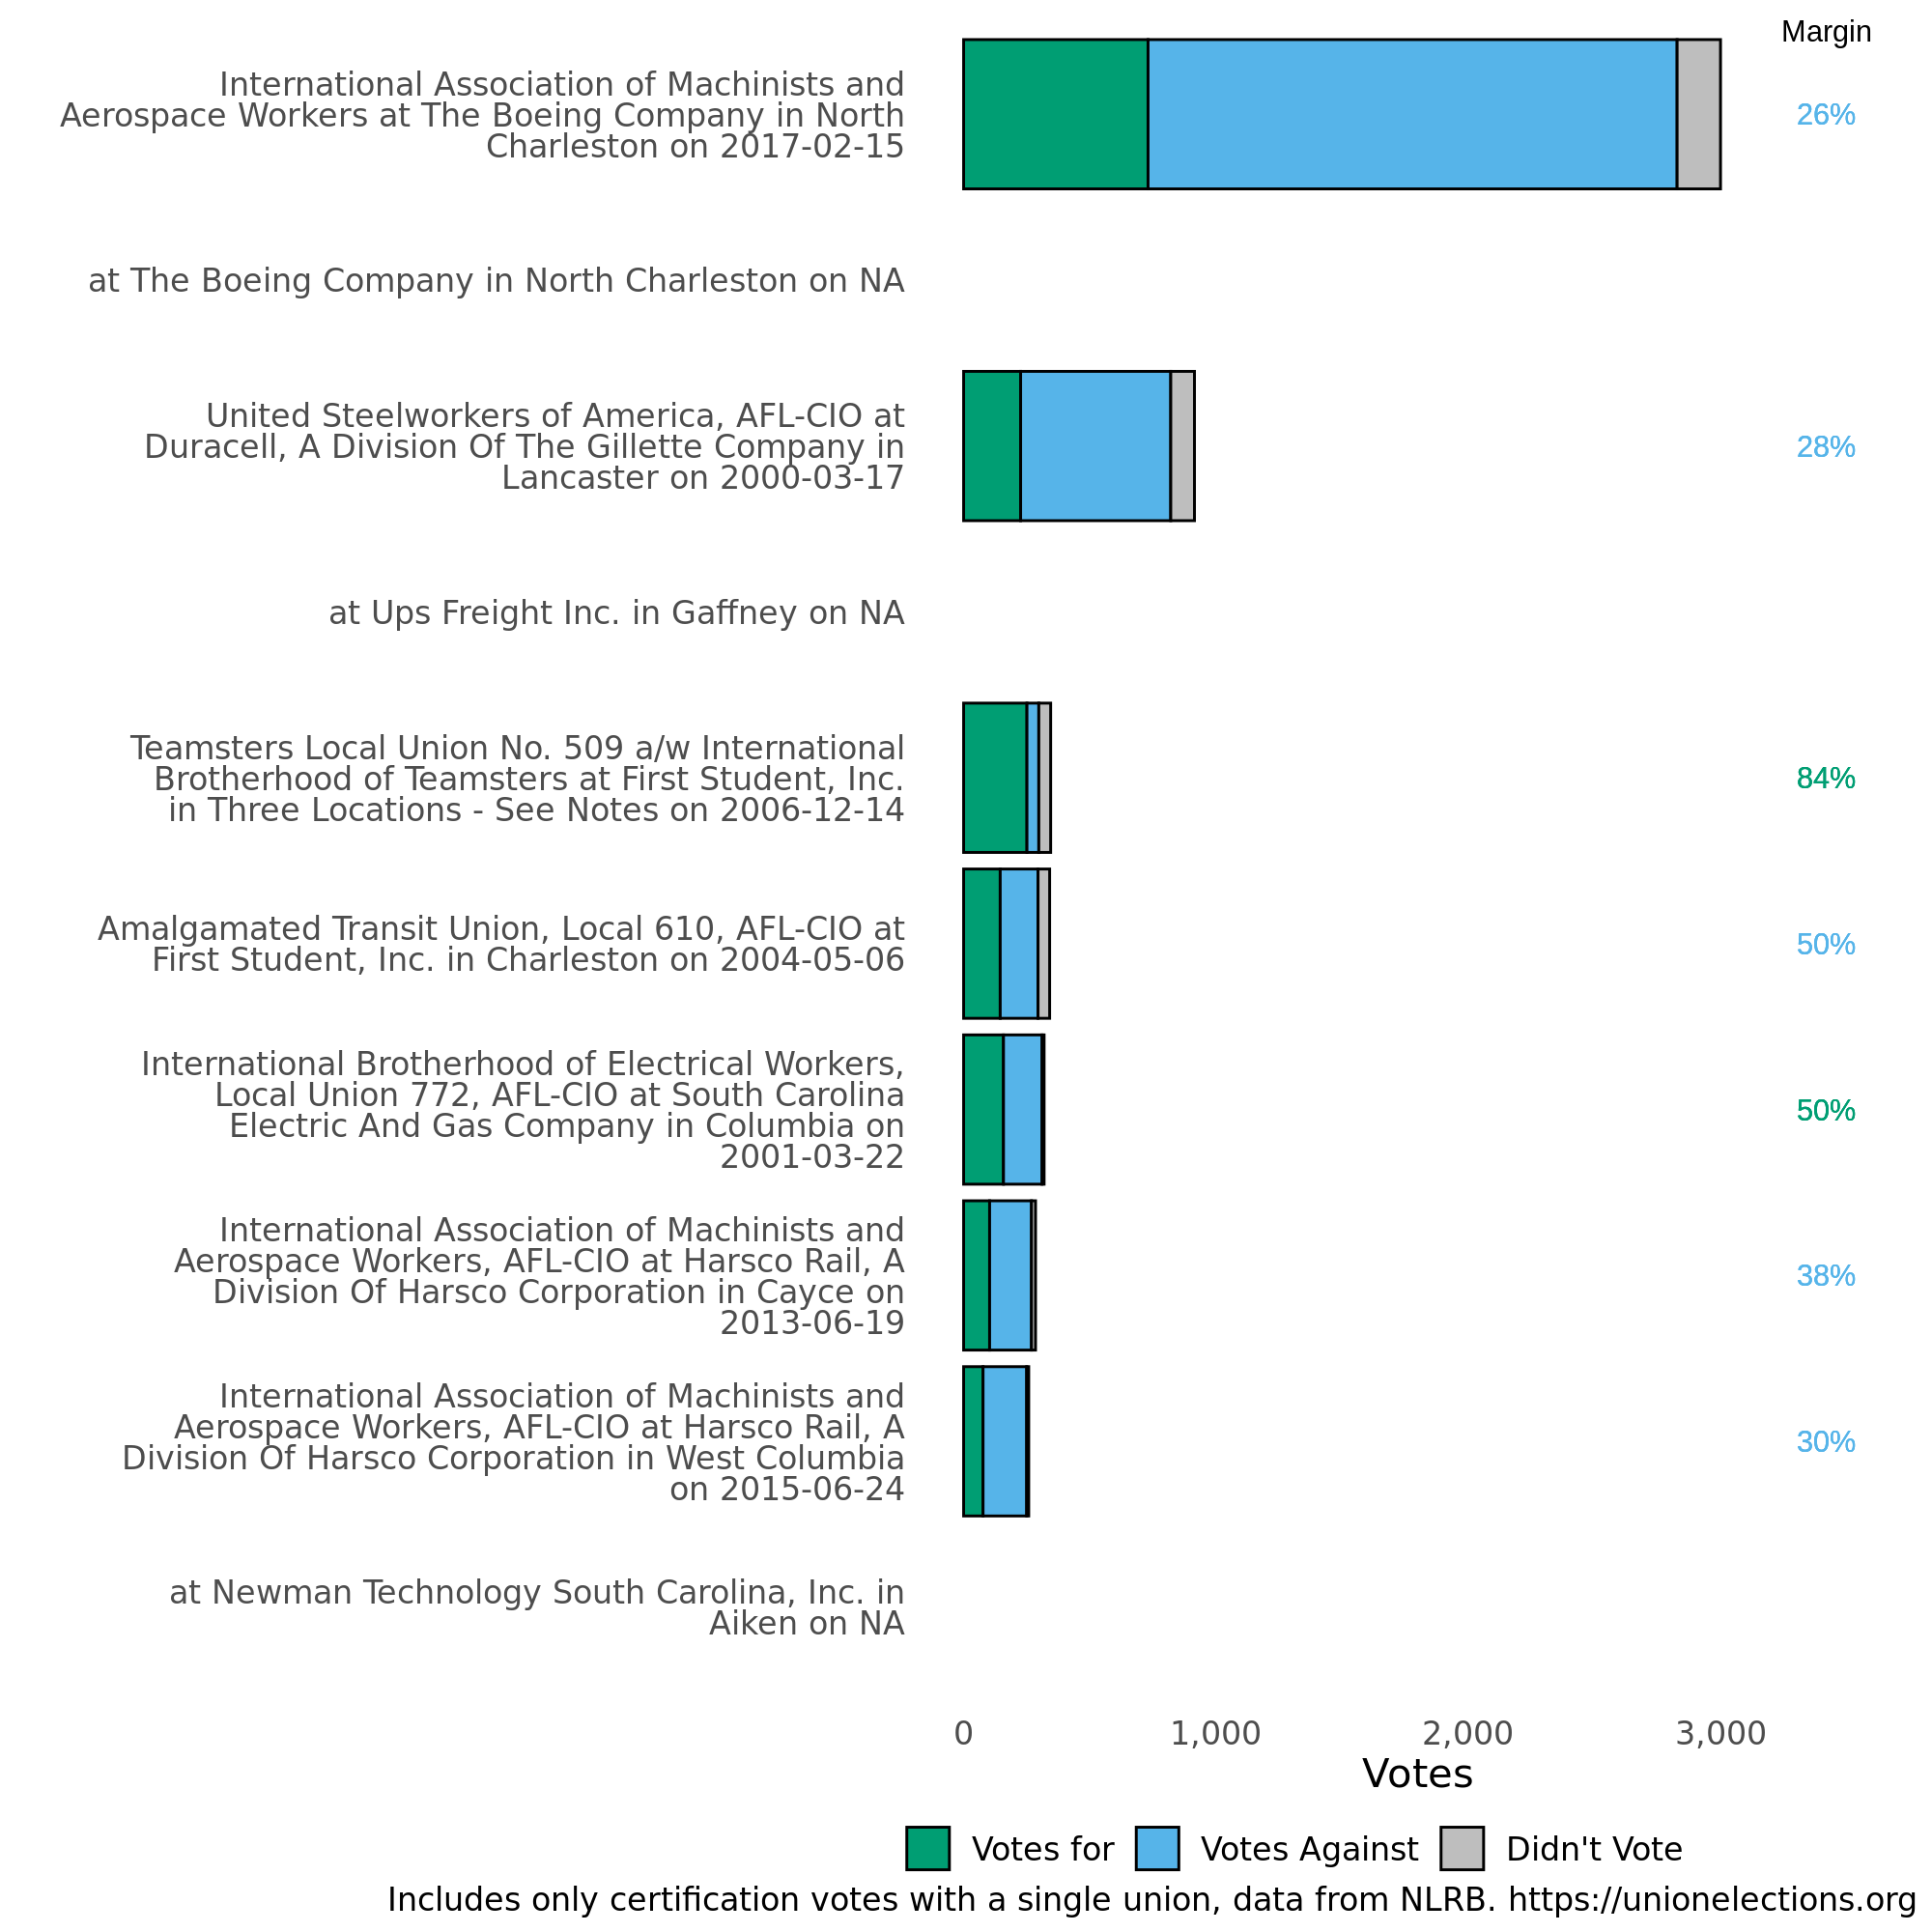 Margin
International Association of Machinists and
Aerospace Workers at The Boeing Company in North
Charleston on 2017-02-15
26%
at The Boeing Company in North Charleston on NA
United Steelworkers of America, AFL-CIO at
Duracell, A Division Of The Gillette Company in
Lancaster on 2000-03-17
28%
at Ups Freight Inc. in Gaffney on NA
Teamsters Local Union No. 509 a/w International
Brotherhood of Teamsters at First Student, Inc.
in Three Locations - See Notes on 2006-12-14
84%
Amalgamated Transit Union, Local 610, AFL-CIO at
First Student, Inc. in Charleston on 2004-05-06
50%
International Brotherhood of Electrical Workers,
Local Union 772, AFL-CIO at South Carolina
Electric And Gas Company in Columbia on
2001-03-22
50%
International Association of Machinists and
Aerospace Workers, AFL-CIO at Harsco Rail, A
Division Of Harsco Corporation in Cayce on
2013-06-19
38%
International Association of Machinists and
Aerospace Workers, AFL-CIO at Harsco Rail, A
Division Of Harsco Corporation in West Columbia
on 2015-06-24
30%
at Newman Technology South Carolina, Inc. in
Aiken on NA
0 1,000 2,000 3,000
Votes
Votes for Votes Against Didn't Vote
Includes only certification votes with a single union, data from NLRB. https://unionelections.org